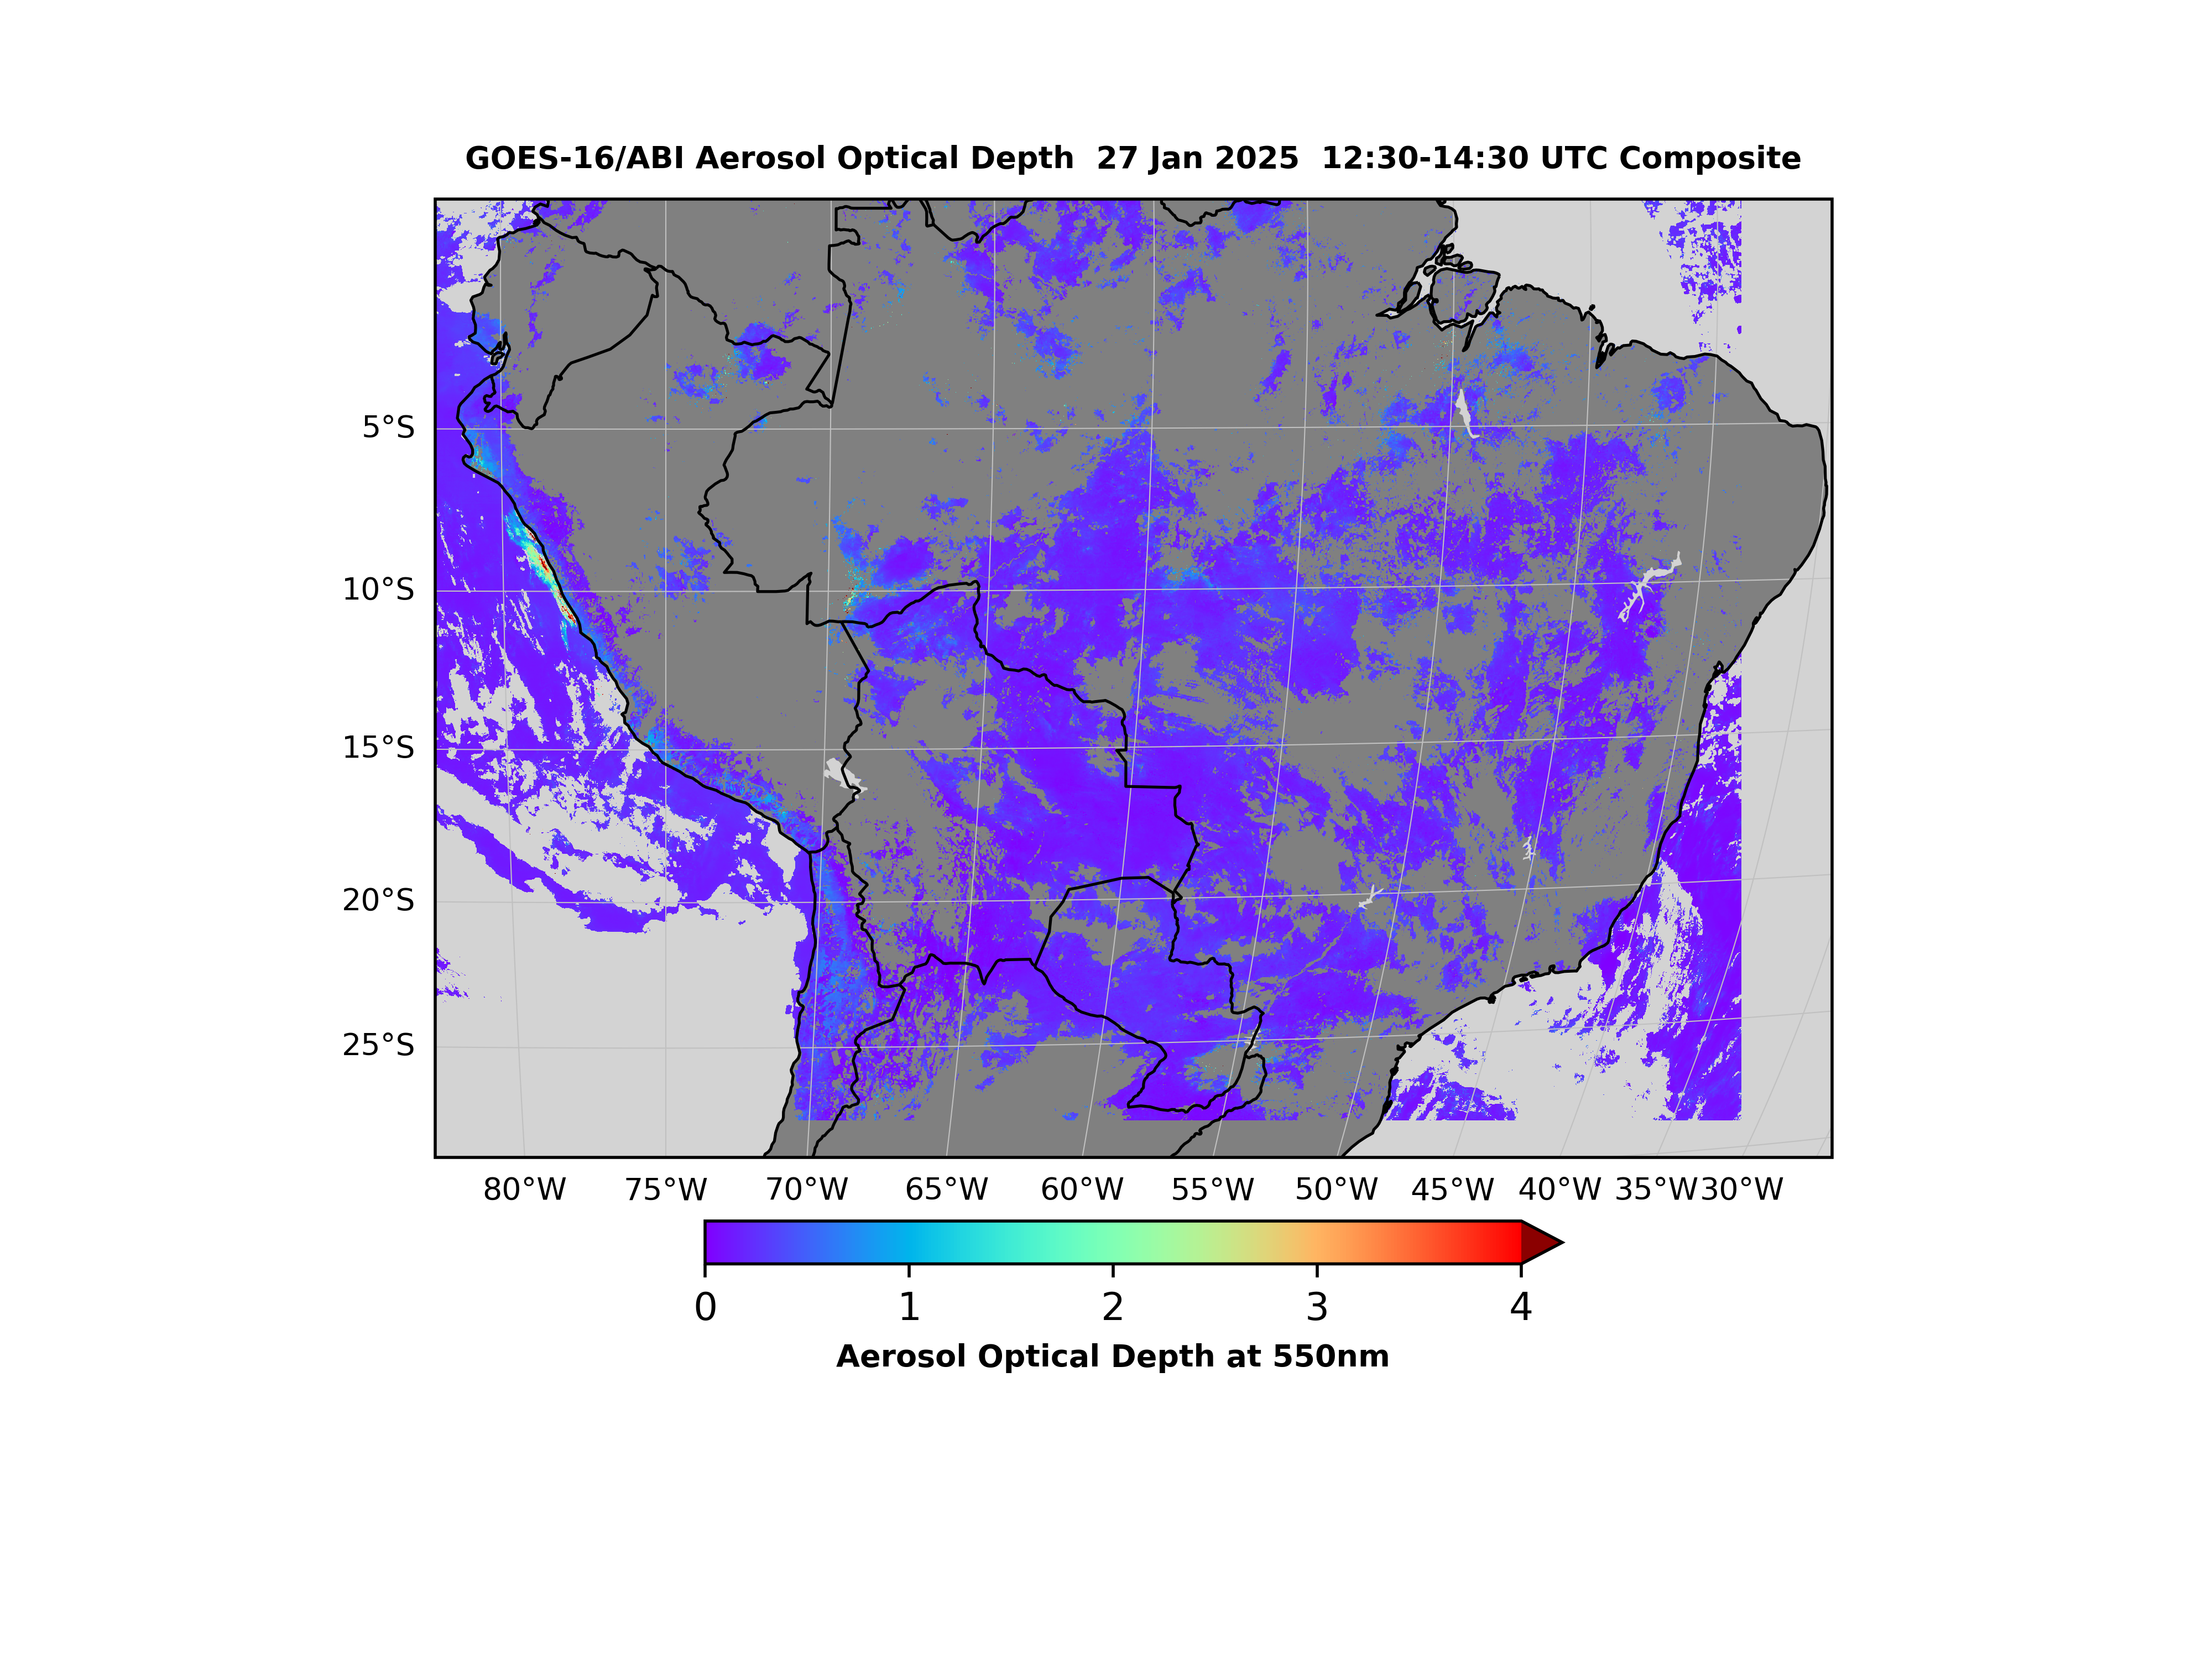 GOES-16/ABI Aerosol Optical Depth  27 Jan 2025  12:30-14:30 UTC Composite
5°S
10°S
15°S
20°S
25°S
80°W 75°W 70°W 65°W 60°W 55°W 50°W 45°W 40°W 35°W 30°W
0 1 2 3 4
Aerosol Optical Depth at 550nm